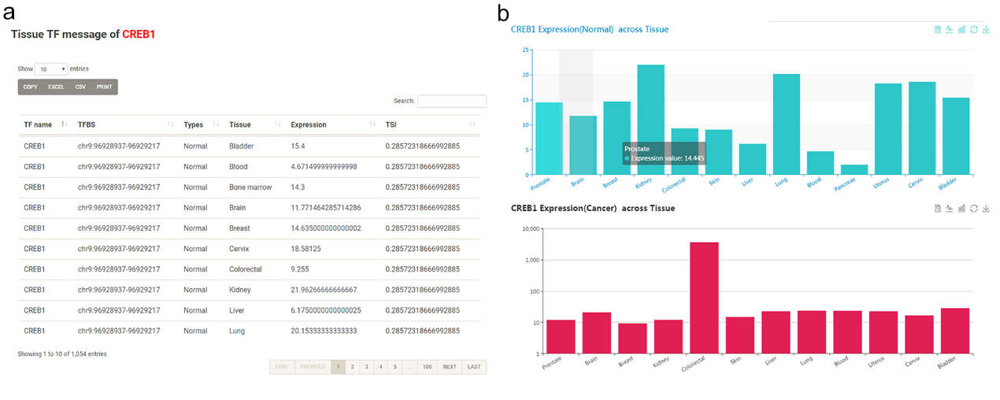 a
Tissue TF message of CREB1
Show 10 entries
COPY EXCEL CSV PRINT
Search:
TF name TFBS Types Tissue Expression TSI
CREB1 chr9:96928937-96929217 Normal Bladder 15.4 0.28572318666992885
CREB1 chr9:96928937-96929217 Normal Blood 4.671499999999998 0.28572318666992885
CREB1 chr9:96928937-96929217 Normal Bone marrow 14.3 0.28572318666992885
CREB1 chr9:96928937-96929217 Normal Brain 11.771464285714286 0.28572318666992885
CREB1 chr9:96928937-96929217 Normal Breast 14.635000000000002 0.28572318666992885
CREB1 chr9:96928937-96929217 Normal Cervix 18.58125 0.28572318666992885
CREB1 chr9:96928937-96929217 Normal Colorectal 9.255 0.28572318666992885
CREB1 chr9:96928937-96929217 Normal Kidney 21.96266666666667 0.28572318666992885
CREB1 chr9:96928937-96929217 Normal Liver 6.1750000000000025 0.28572318666992885
CREB1 chr9:96928937-96929217 Normal Lung 20.15333333333333 0.28572318666992885
Showing 1 to 10 of 1,054 entries
FIRST PREVIOUS 1 2 3 4 5 ... 106 NEXT LAST
b
CREB1 Expression(Normal) across Tissue
25
20
15
10
5
0
Prostate
Expression value: 14.445
Prostate Brain Breast Kidney Colorectal Skin Liver Lung Blood Pancreas Uterus Cervix Bladder
CREB1 Expression(Cancer) across Tissue
10,000
1,000
100
10
1
Prostate Brain Breast Kidney Colorectal Skin Liver Lung Blood Uterus Cervix Bladder